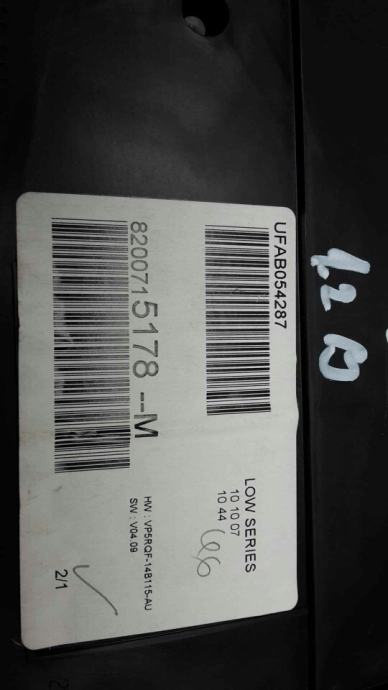 UFAB054287
LOW SERIES
10 10 07
10 44
8200715178 --M
HW : VP5RQF-14B115-AU
SW : V04.09
2/1